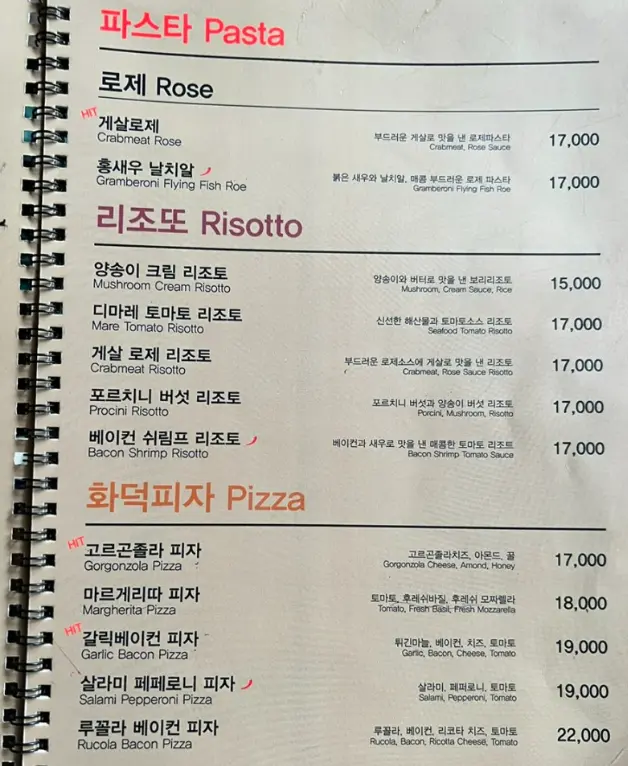 파스타 Pasta
로제 Rose
HIT
게살로제 부드러운 게살로 맛을 낸 로제파스타 17,000
Crabmeat Rose Crabmeat, Rose Sauce
홍새우 날치알 붉은 새우와 날치알, 매콤 부드러운 로제 파스타 17,000
Gramberoni Flying Fish Roe Gramberoni Flying Fish Roe
리조또 Risotto
양송이 크림 리조토 양송이와 버터로 맛을 낸 보리리조토 15,000
Mushroom Cream Risotto Mushroom, Cream Sauce, Rice
디마레 토마토 리조토 신선한 해산물과 토마토소스 리조토 17,000
Mare Tomato Risotto Seafood Tomato Risotto
게살 로제 리조토 부드러운 로제소스에 게살로 맛을 낸 리조토 17,000
Crabmeat Risotto Crabmeat, Rose Sauce Risotto
포르치니 버섯 리조토 포르치니 버섯과 양송이 버섯 리조토 17,000
Procini Risotto Porcini, Mushroom, Risotto
베이컨 쉬림프 리조토 베이컨과 새우로 맛을 낸 매콤한 토마토 리조트 17,000
Bacon Shrimp Risotto Bacon Shrimp Tomato Sauce
화덕피자 Pizza
HIT
고르곤졸라 피자 고르곤졸라치즈, 아몬드, 꿀 17,000
Gorgonzola Pizza Gorgonzola Cheese, Amond, Honey
마르게리따 피자 토마토, 후레쉬바질, 후레쉬 모짜렐라 18,000
Margherita Pizza Tomato, Fresh Basil, Fresh Mozzarella
HIT
갈릭베이컨 피자 튀긴마늘, 베이컨, 치즈, 토마토 19,000
Garlic Bacon Pizza Garlic, Bacon, Cheese, Tomato
살라미 페페로니 피자 살라미, 페퍼로니, 토마토 19,000
Salami Pepperoni Pizza Salami, Pepperoni, Tomato
루꼴라 베이컨 피자 루꼴라, 베이컨, 리코타 치즈, 토마토 22,000
Rucola Bacon Pizza Rucola, Bacon, Ricotta Cheese, Tomato